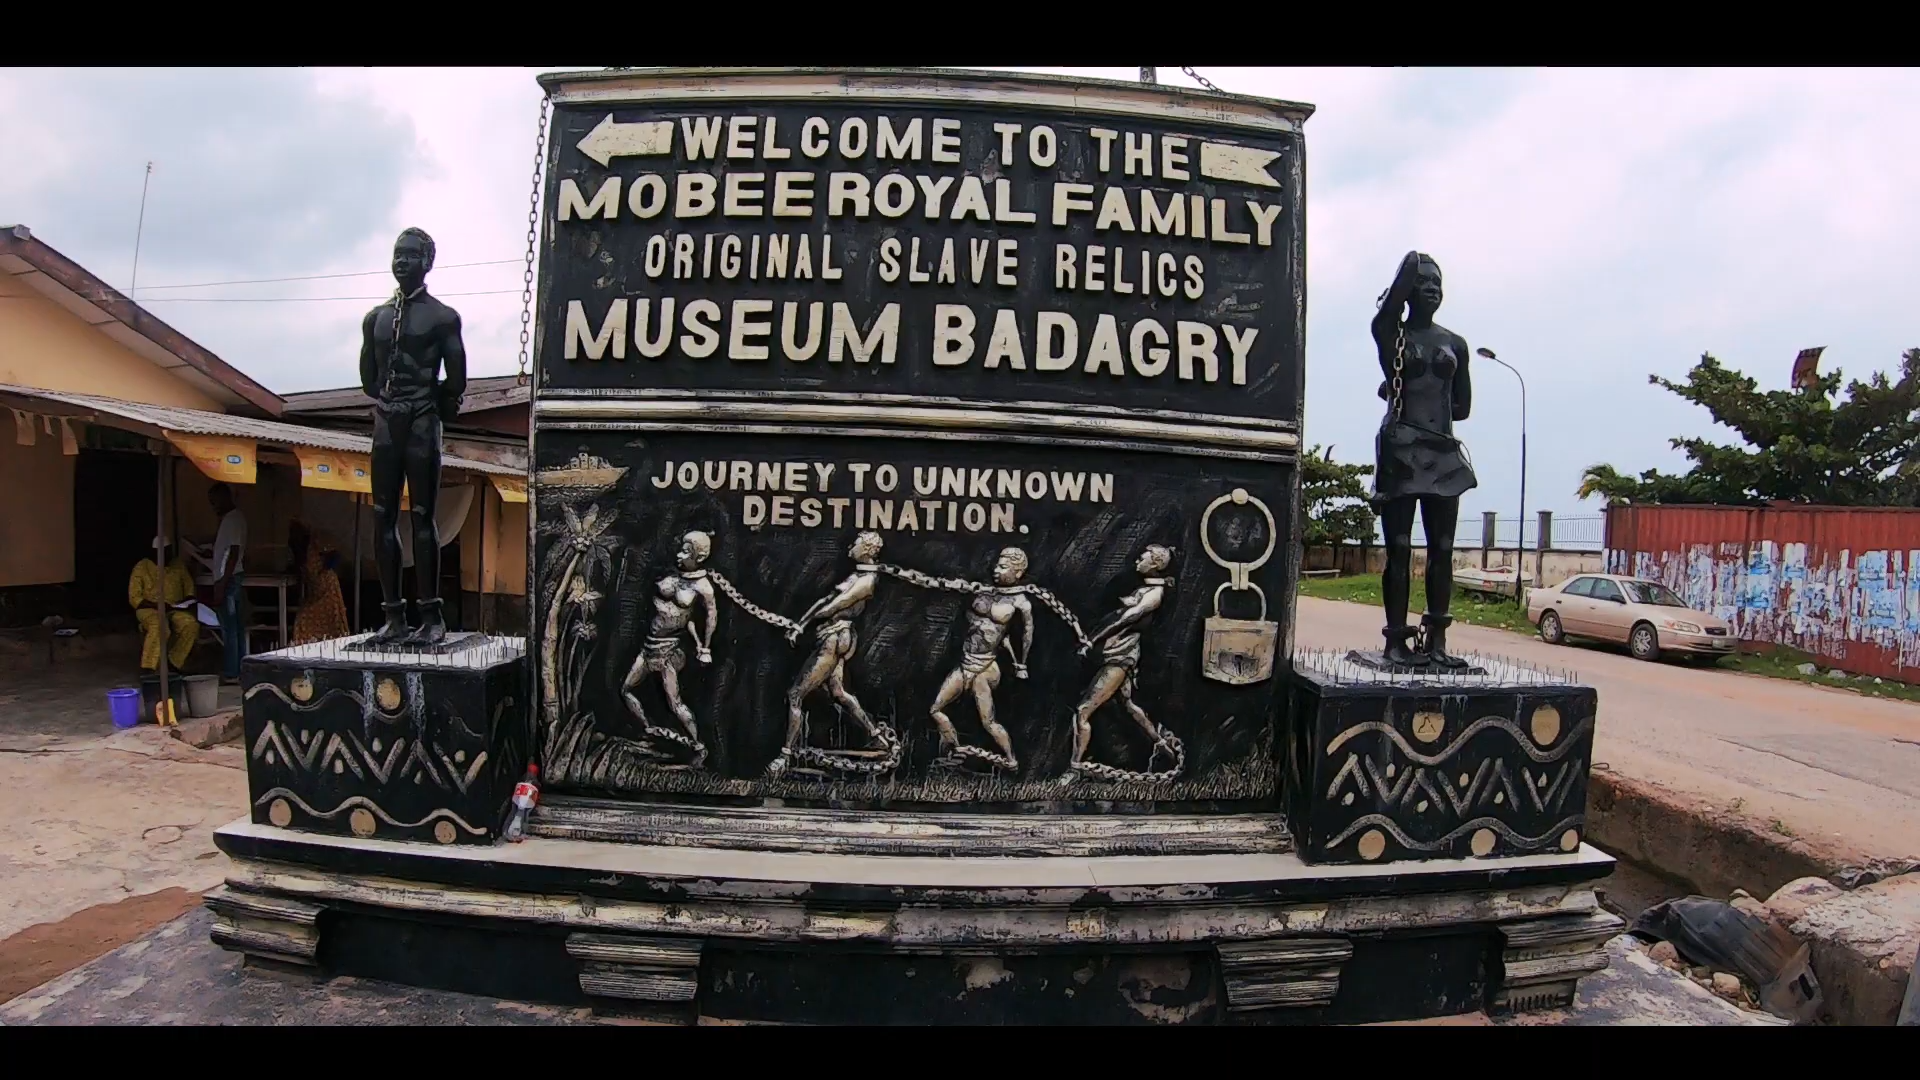 WELCOME TO THE
MOBEE ROYAL FAMILY
ORIGINAL SLAVE RELICS
MUSEUM BADAGRY
JOURNEY TO UNKNOWN
DESTINATION.